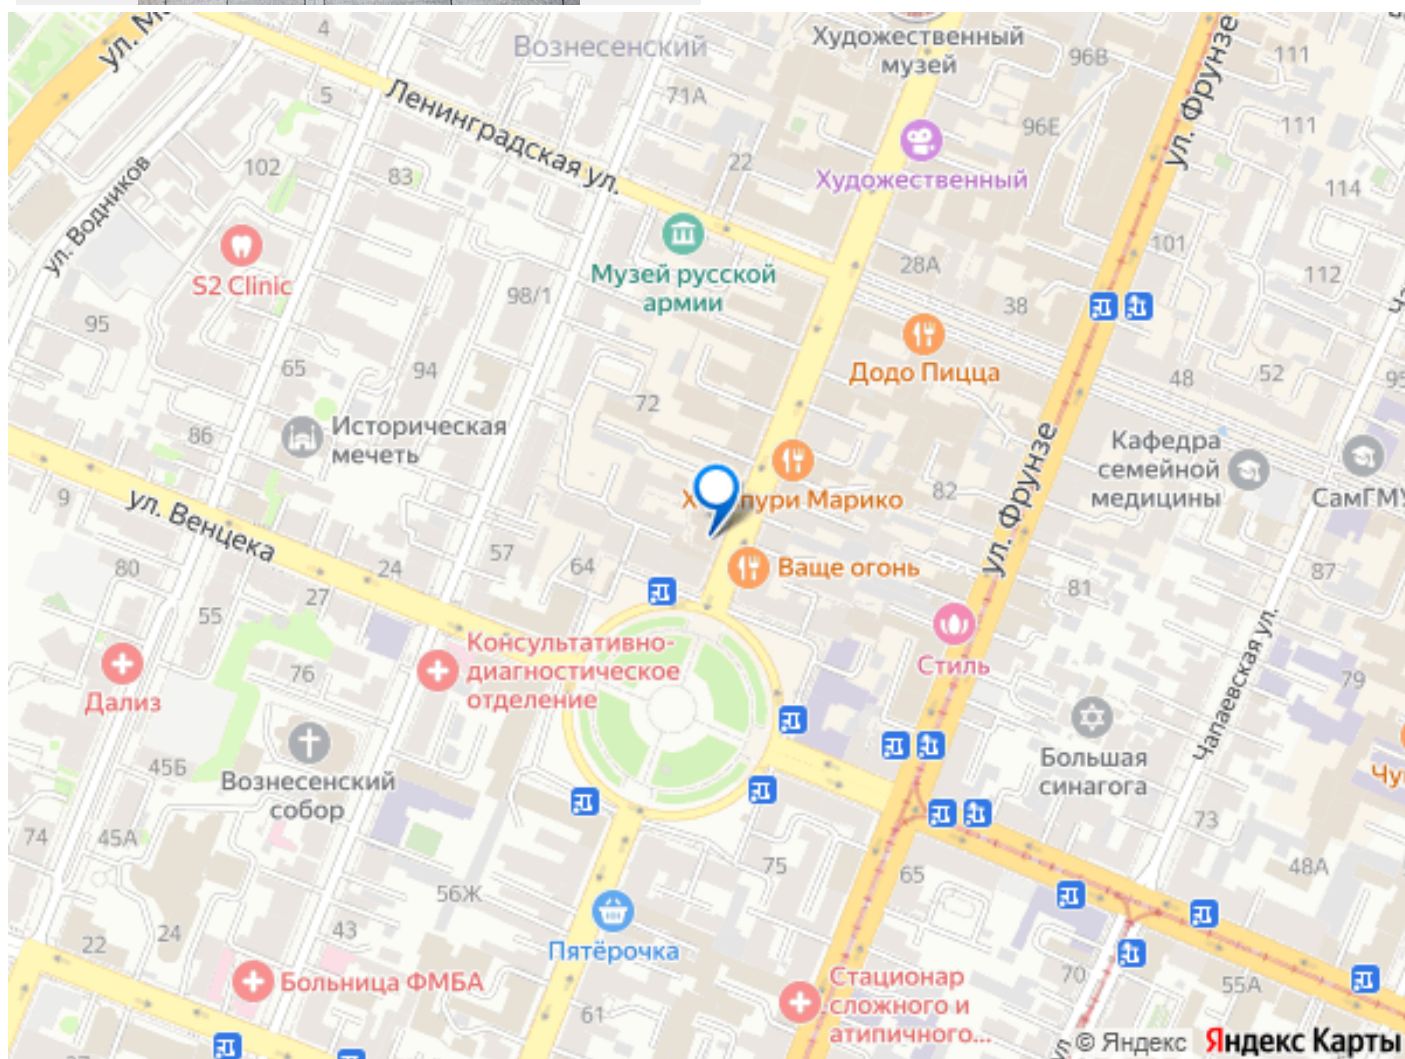 ул. М
4
Вознесенский
Художественный
музей
96В
111
ул. Фрунзе
5
Ленинградская ул.
71А
96Е
111
ул. Водников
102
83
22
Художественный
114
S2 Clinic
Музей русской
армии
101
28А
112
98/1
38
95
Додо Пицца
65
94
48
52
95
72
Историческая
мечеть
86
Кафедра
семейной
медицины
ул. Фрунзе
СамГМУ
9
ул. Венцека
пури Марико
82
80
24
57
64
Ваще огонь
81
87
27
55
Чапаевская ул.
Консультативно-
диагностическое
отделение
Стиль
76
79
Дализ
Вознесенский
собор
45Б
Большая
синагога
Чу
74
45А
73
75
65
48А
56Ж
24
22
43
Пятёрочка
Больница ФМБА
Стационар
сложного и
атипичного...
70
55А
61
© Яндекс Яндекс Карты